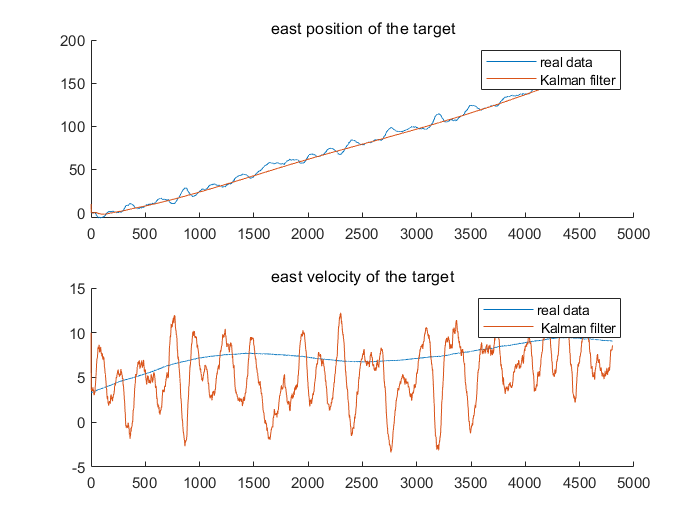 east position of the target
200
150
100
50
0
real data
Kalman filter
0 500 1000 1500 2000 2500 3000 3500 4000 4500 5000
east velocity of the target
15
10
5
0
-5
real data
Kalman filter
0 500 1000 1500 2000 2500 3000 3500 4000 4500 5000